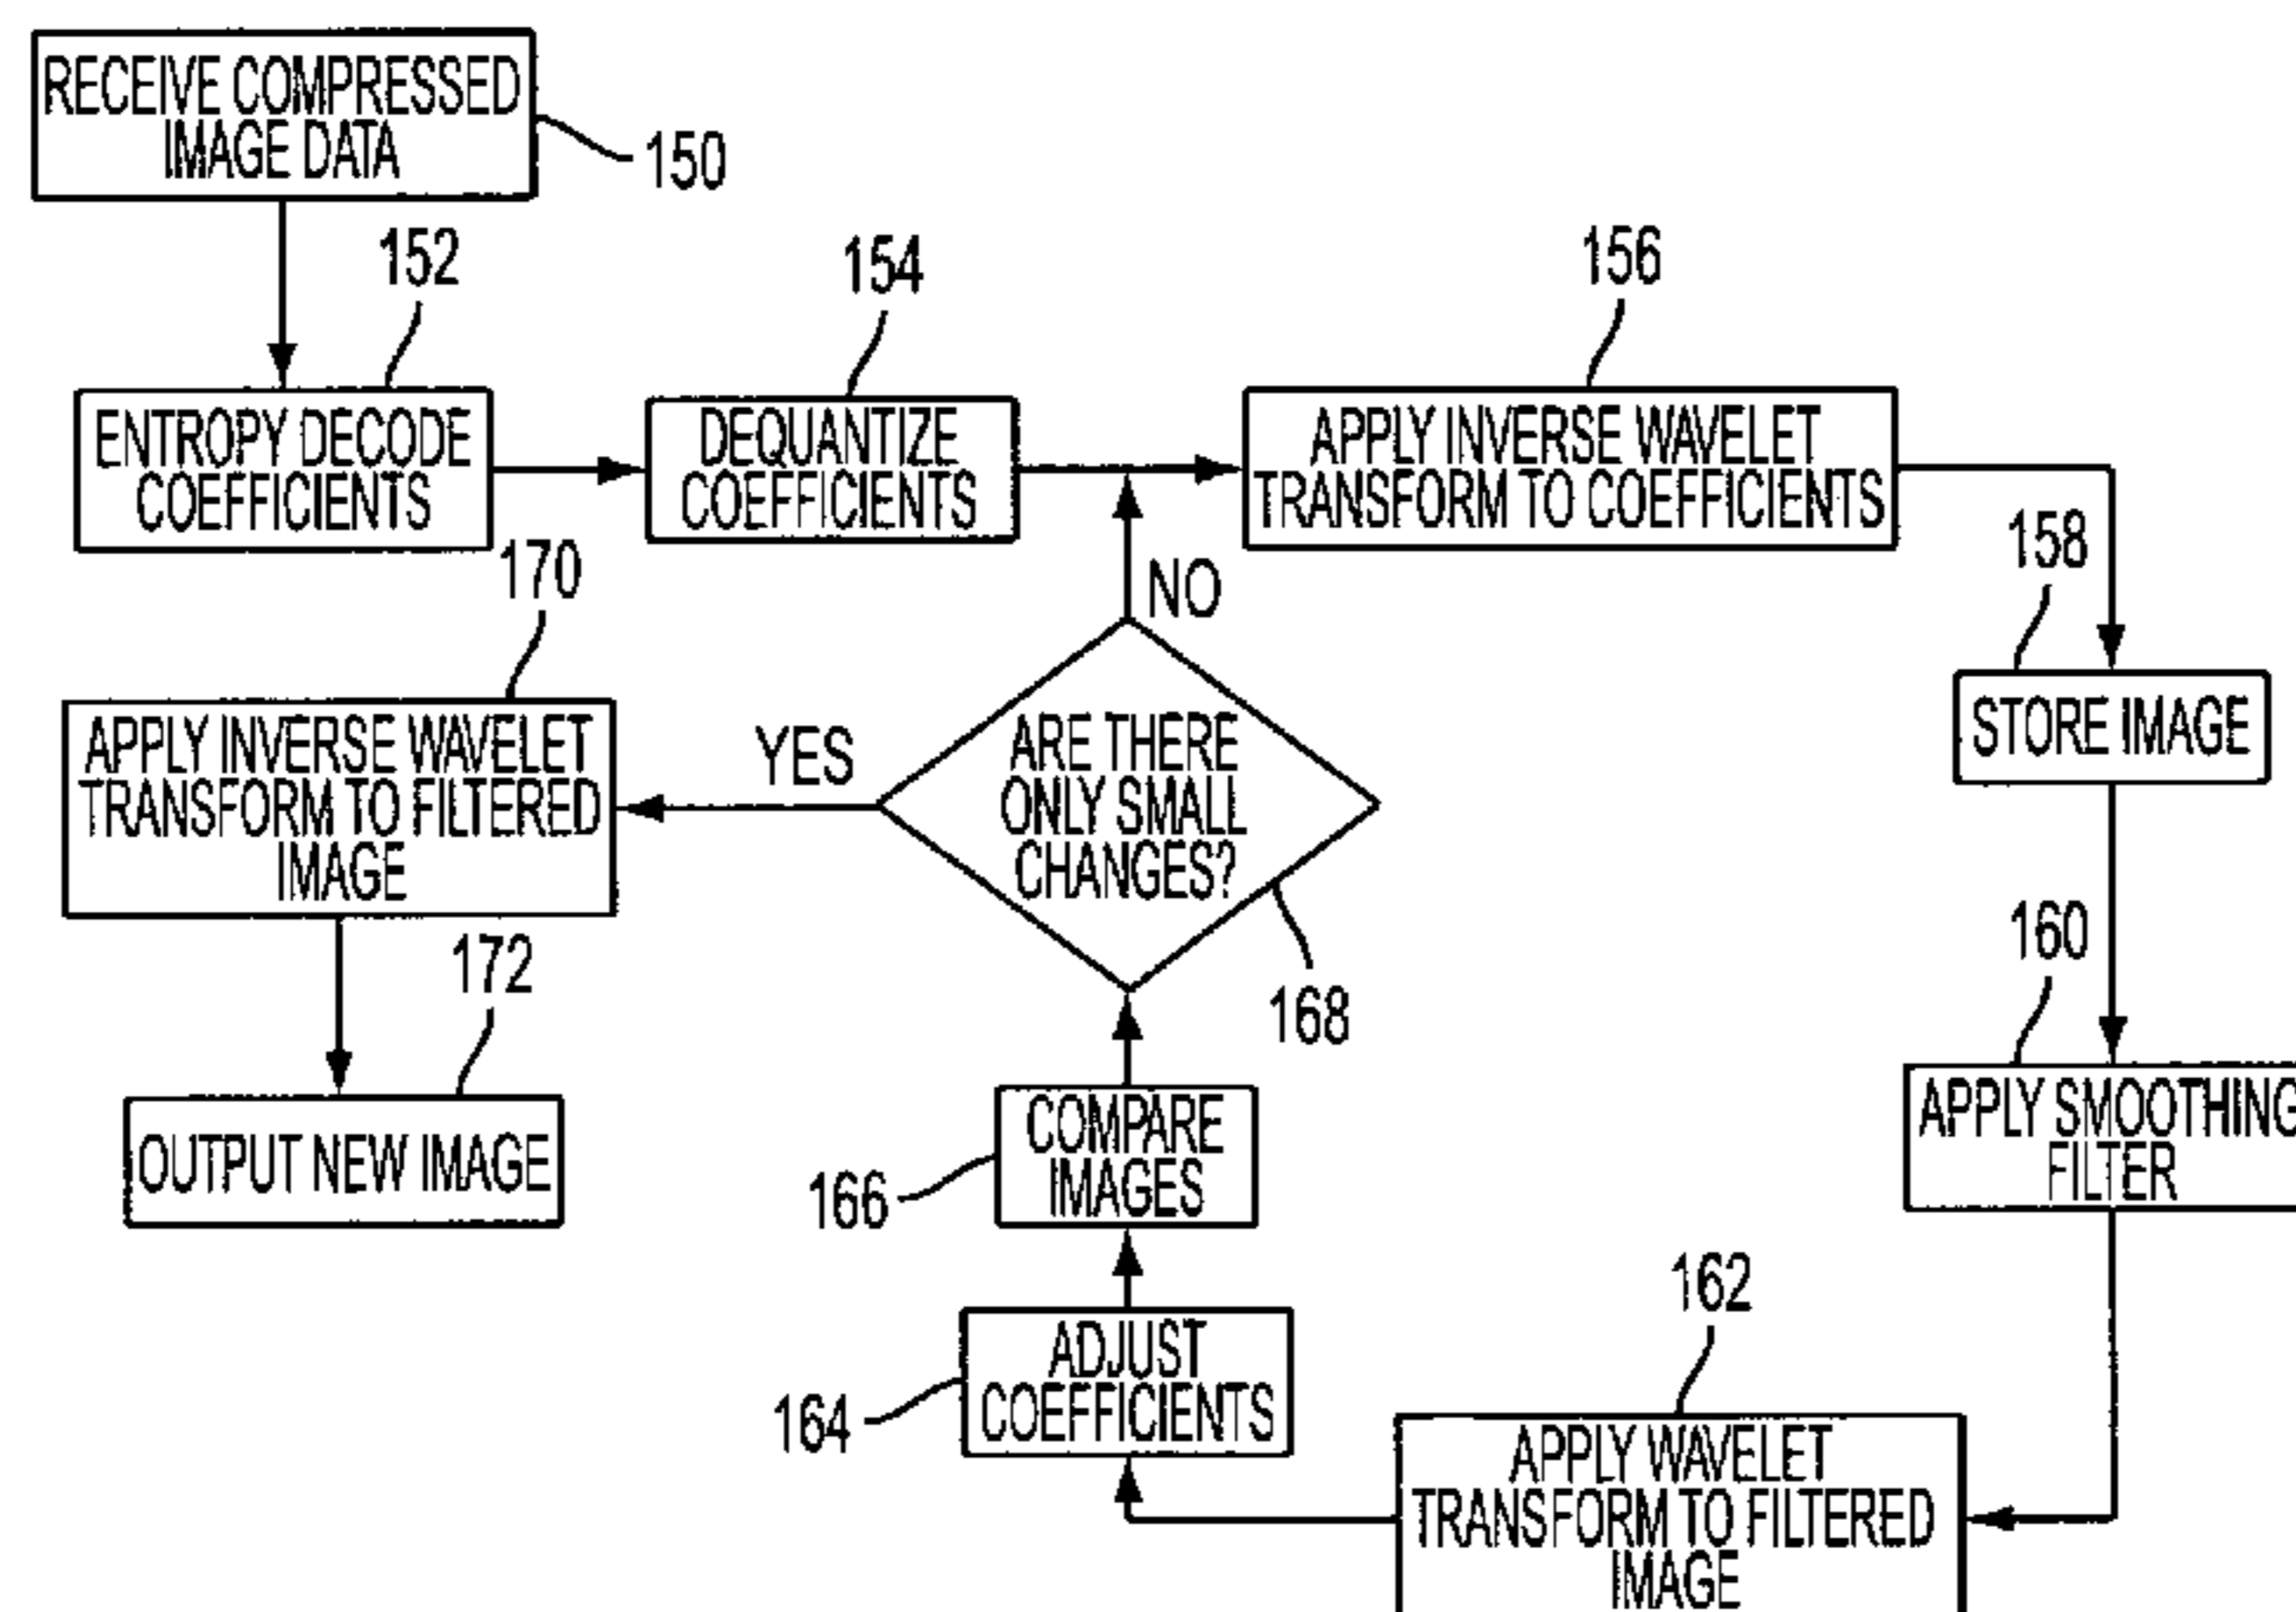 RECEIVE COMPRESSED
IMAGE DATA
150
152
ENTROPY DECODE
COEFFICIENTS
154
DEQUANTIZE
COEFFICIENTS
156
APPLY INVERSE WAVELET
TRANSFORM TO COEFFICIENTS
158
STORE IMAGE
160
APPLY SMOOTHING
FILTER
162
APPLY WAVELET
TRANSFORM TO FILTERED
IMAGE
164
ADJUST
COEFFICIENTS
166
COMPARE
IMAGES
168
ARE THERE
ONLY SMALL
CHANGES?
NO
YES
170
APPLY INVERSE WAVELET
TRANSFORM TO FILTERED
IMAGE
172
OUTPUT NEW IMAGE